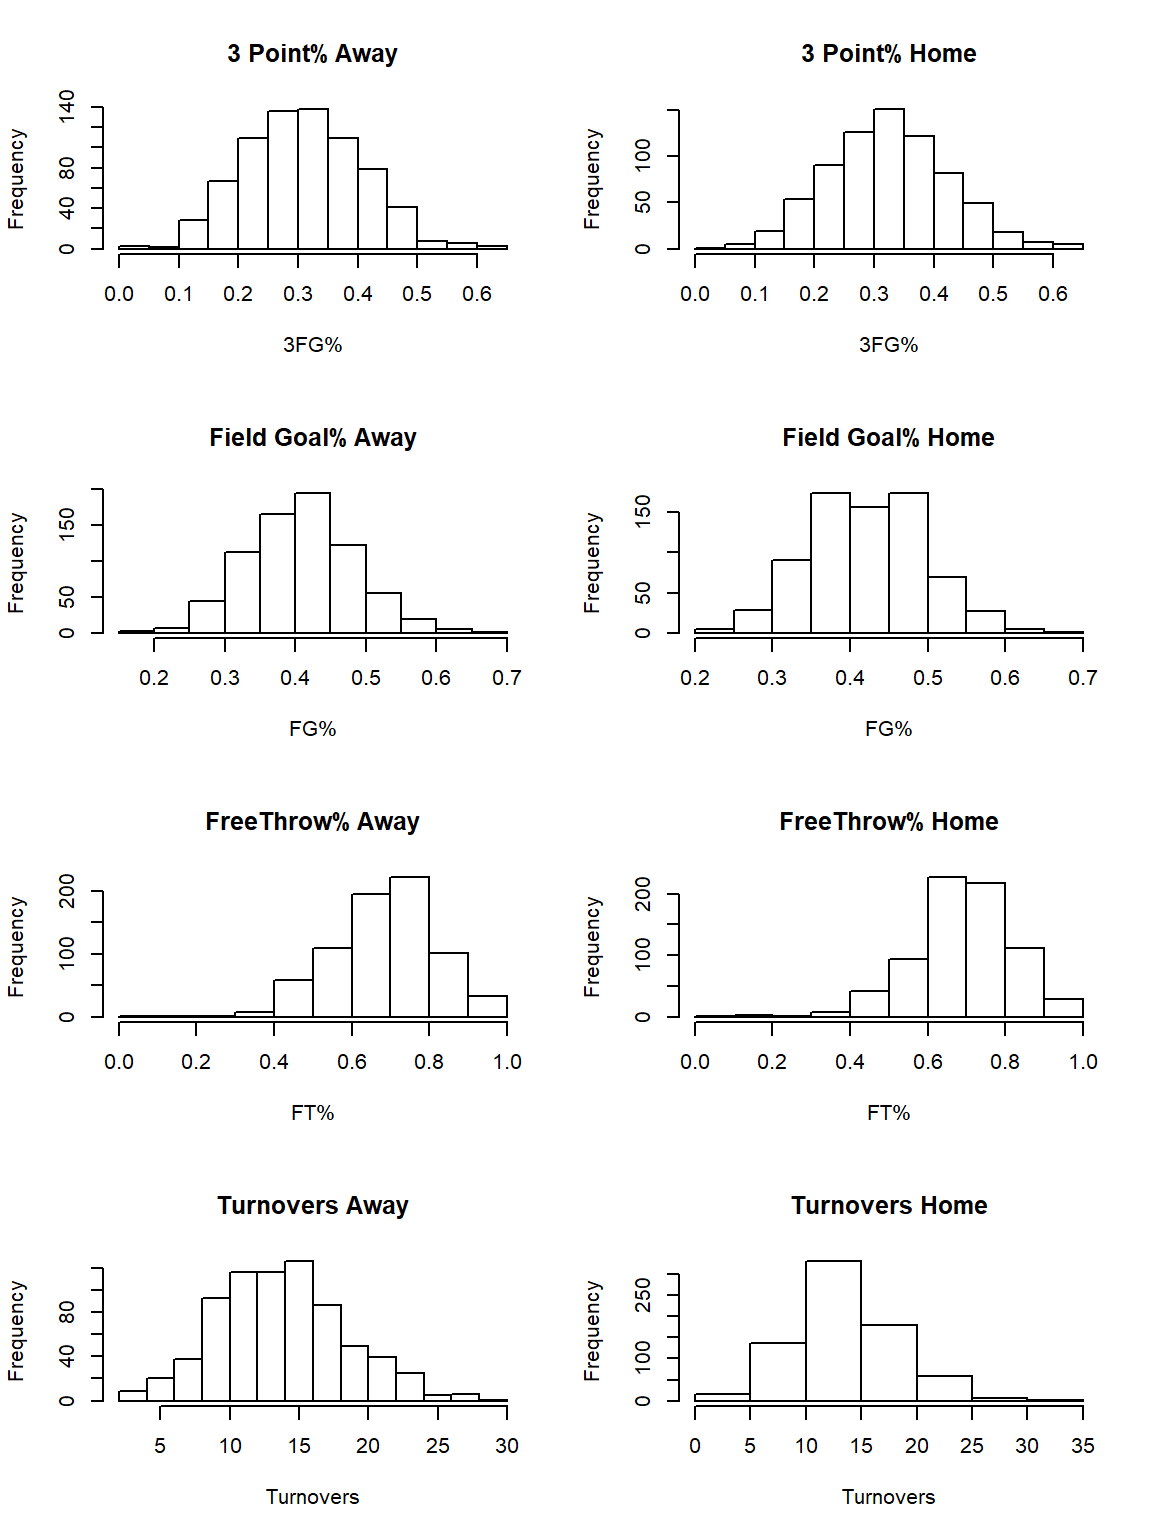 3 Point% Away
Frequency
0 40 80 140
0.0 0.1 0.2 0.3 0.4 0.5 0.6
3FG%
3 Point% Home
Frequency
0 50 100
0.0 0.1 0.2 0.3 0.4 0.5 0.6
3FG%
Field Goal% Away
Frequency
0 50 150
0.2 0.3 0.4 0.5 0.6 0.7
FG%
Field Goal% Home
Frequency
0 50 150
0.2 0.3 0.4 0.5 0.6 0.7
FG%
FreeThrow% Away
Frequency
0 100 200
0.0 0.2 0.4 0.6 0.8 1.0
FT%
FreeThrow% Home
Frequency
0 100 200
0.0 0.2 0.4 0.6 0.8 1.0
FT%
Turnovers Away
Frequency
0 40 80
5 10 15 20 25 30
Turnovers
Turnovers Home
Frequency
0 100 250
0 5 10 15 20 25 30 35
Turnovers